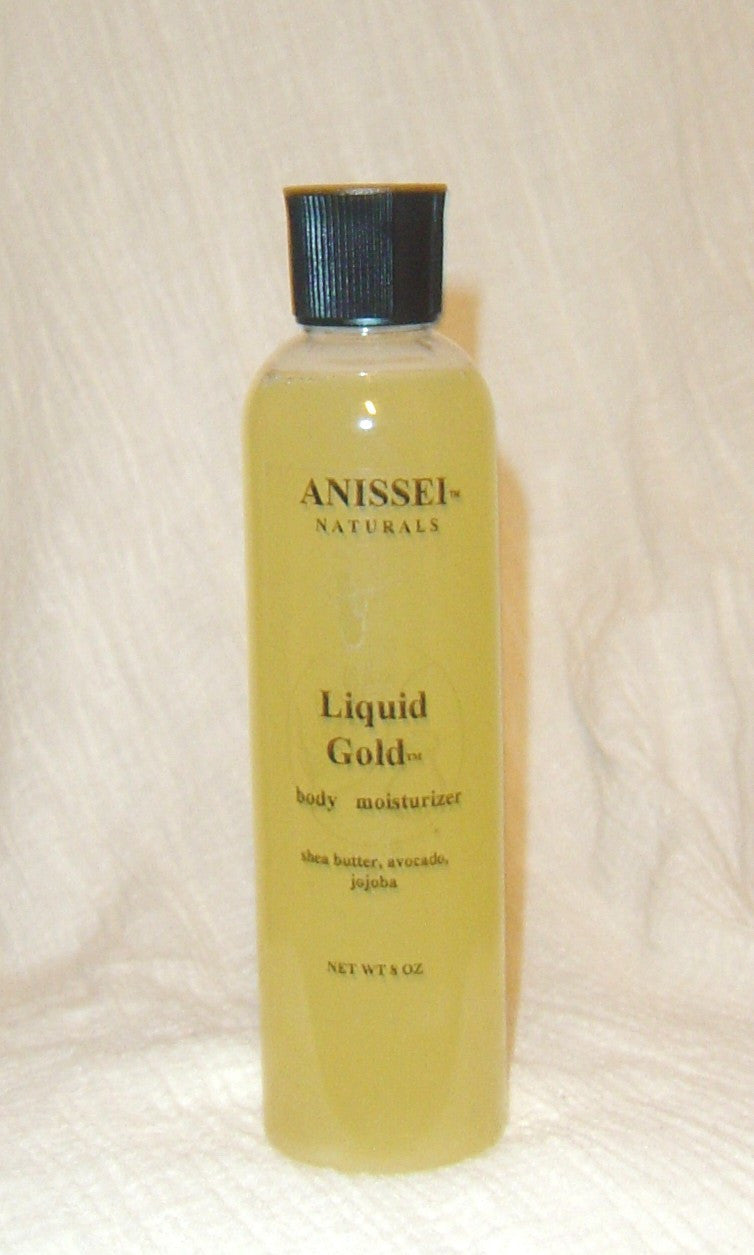 ANISSEI™
NATURALS
Liquid
Gold™
body moisturizer
shea butter, avocado,
jojoba
NET WT 8 OZ